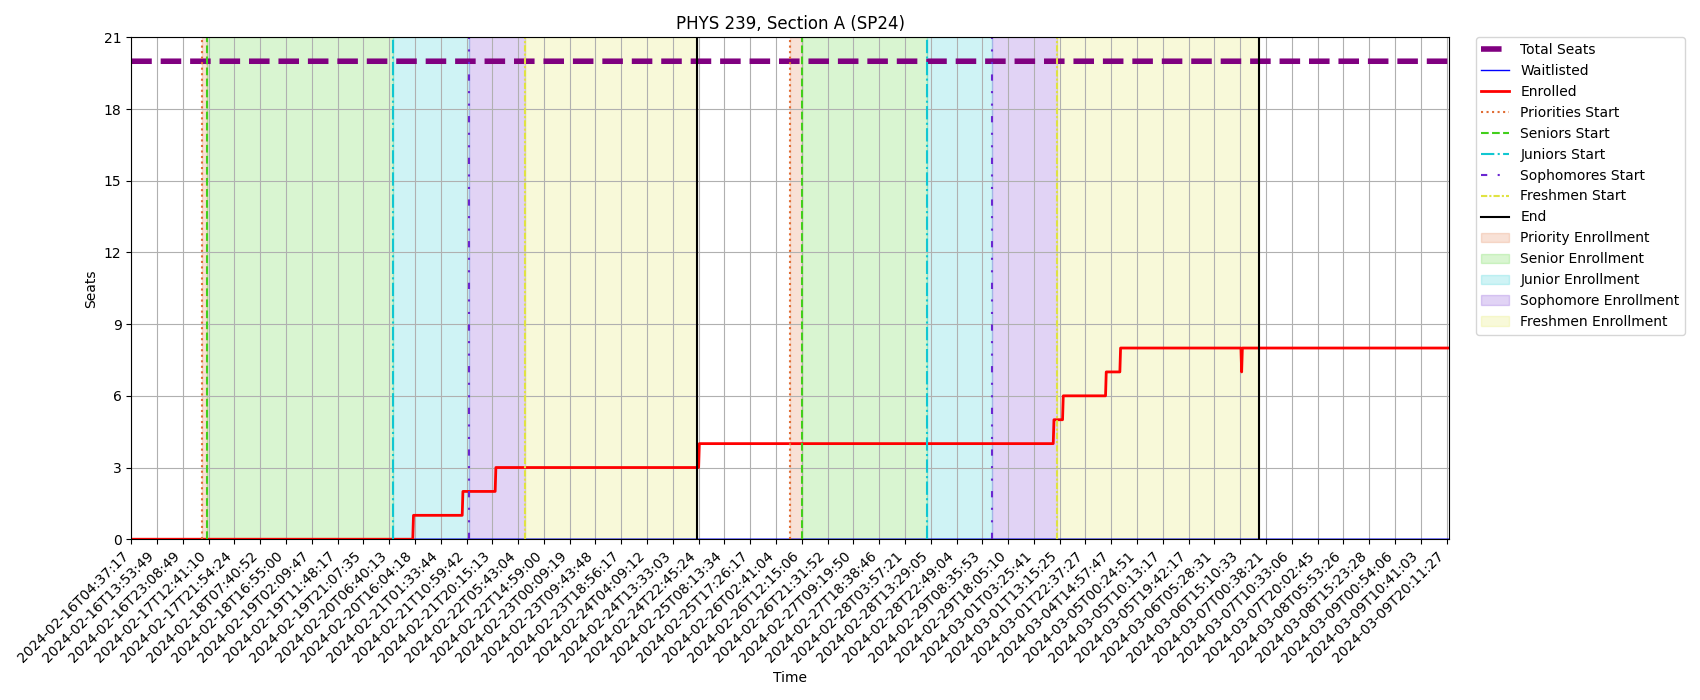 PHYS 239, Section A (SP24)
Seats
21
18
15
12
9
6
3
0
2024-02-16T04:37:17
2024-02-16T13:53:49
2024-02-16T23:08:49
2024-02-17T12:41:10
2024-02-17T21:54:24
2024-02-18T07:40:52
2024-02-18T16:55:00
2024-02-19T02:09:47
2024-02-19T11:48:17
2024-02-19T21:07:35
2024-02-20T06:40:13
2024-02-20T16:04:18
2024-02-21T01:33:44
2024-02-21T10:59:42
2024-02-21T20:15:13
2024-02-22T05:43:04
2024-02-22T14:59:00
2024-02-23T00:09:19
2024-02-23T09:43:48
2024-02-23T18:56:17
2024-02-24T04:09:12
2024-02-24T13:33:03
2024-02-24T22:45:24
2024-02-25T08:13:34
2024-02-25T17:26:17
2024-02-26T02:41:04
2024-02-26T12:15:06
2024-02-26T21:31:52
2024-02-27T09:19:50
2024-02-27T18:38:46
2024-02-28T03:57:21
2024-02-28T13:29:05
2024-02-28T22:49:04
2024-02-29T08:35:53
2024-02-29T18:05:10
2024-03-01T03:25:41
2024-03-01T13:15:25
2024-03-01T22:37:27
2024-03-04T14:57:47
2024-03-05T00:24:51
2024-03-05T10:13:17
2024-03-05T19:42:17
2024-03-06T05:28:31
2024-03-06T15:10:33
2024-03-07T00:38:21
2024-03-07T10:33:06
2024-03-07T20:02:45
2024-03-08T05:53:26
2024-03-08T15:23:28
2024-03-09T00:54:06
2024-03-09T10:41:03
2024-03-09T20:11:27
Time
Total Seats
Waitlisted
Enrolled
Priorities Start
Seniors Start
Juniors Start
Sophomores Start
Freshmen Start
End
Priority Enrollment
Senior Enrollment
Junior Enrollment
Sophomore Enrollment
Freshmen Enrollment